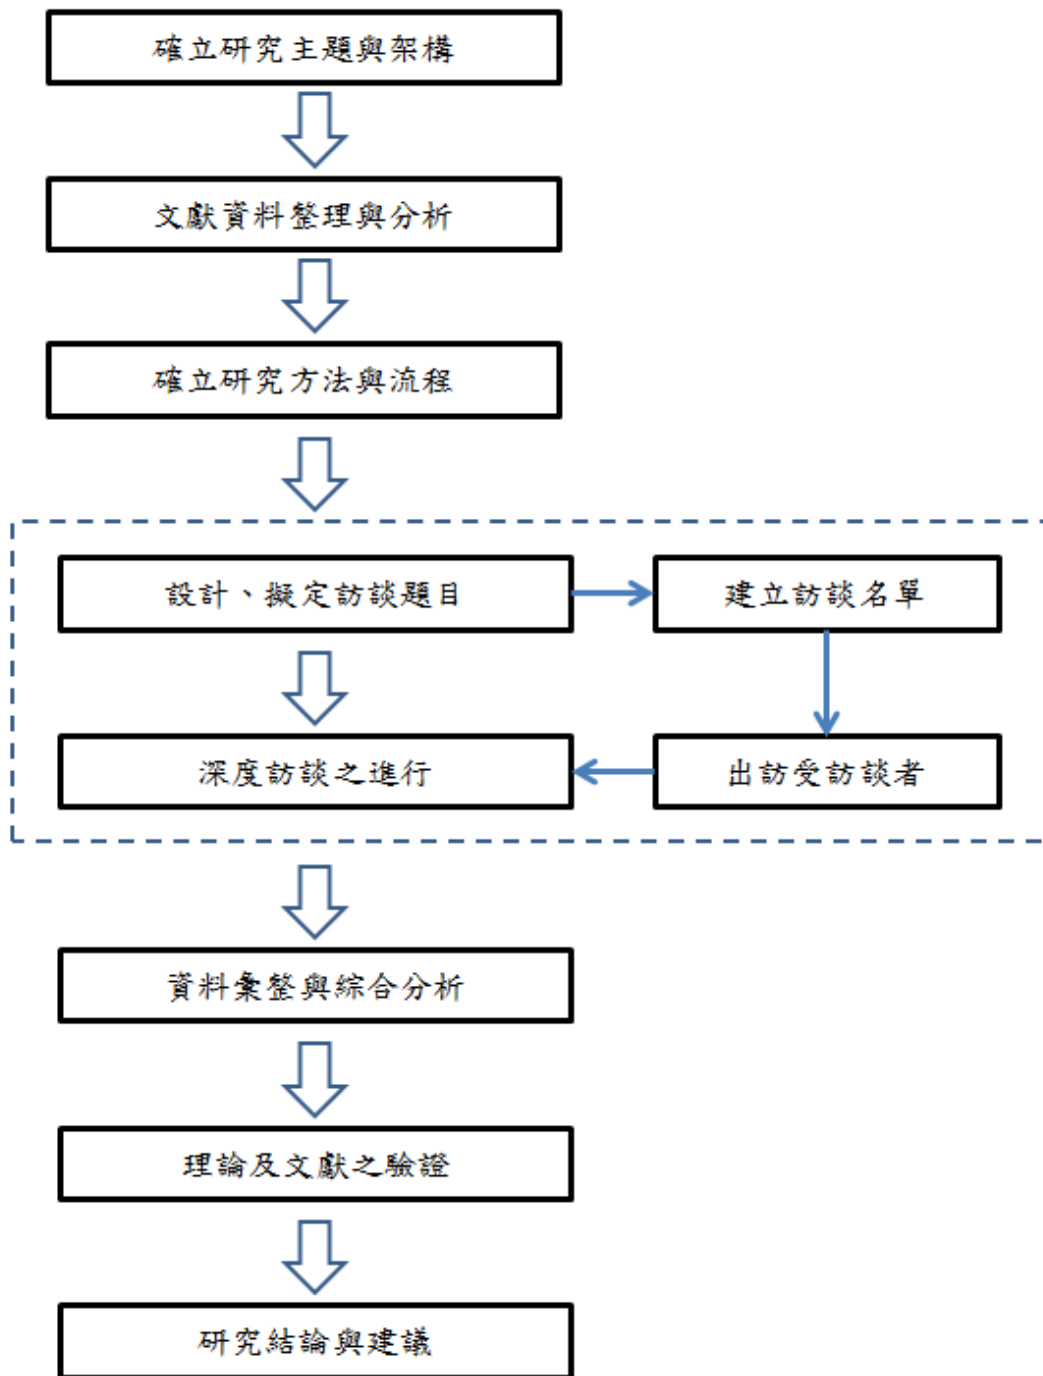 確立研究主題與架構
文獻資料整理與分析
確立研究方法與流程
設計、擬定訪談題目
建立訪談名單
深度訪談之進行
出訪受訪談者
資料彙整與綜合分析
理論及文獻之驗證
研究結論與建議